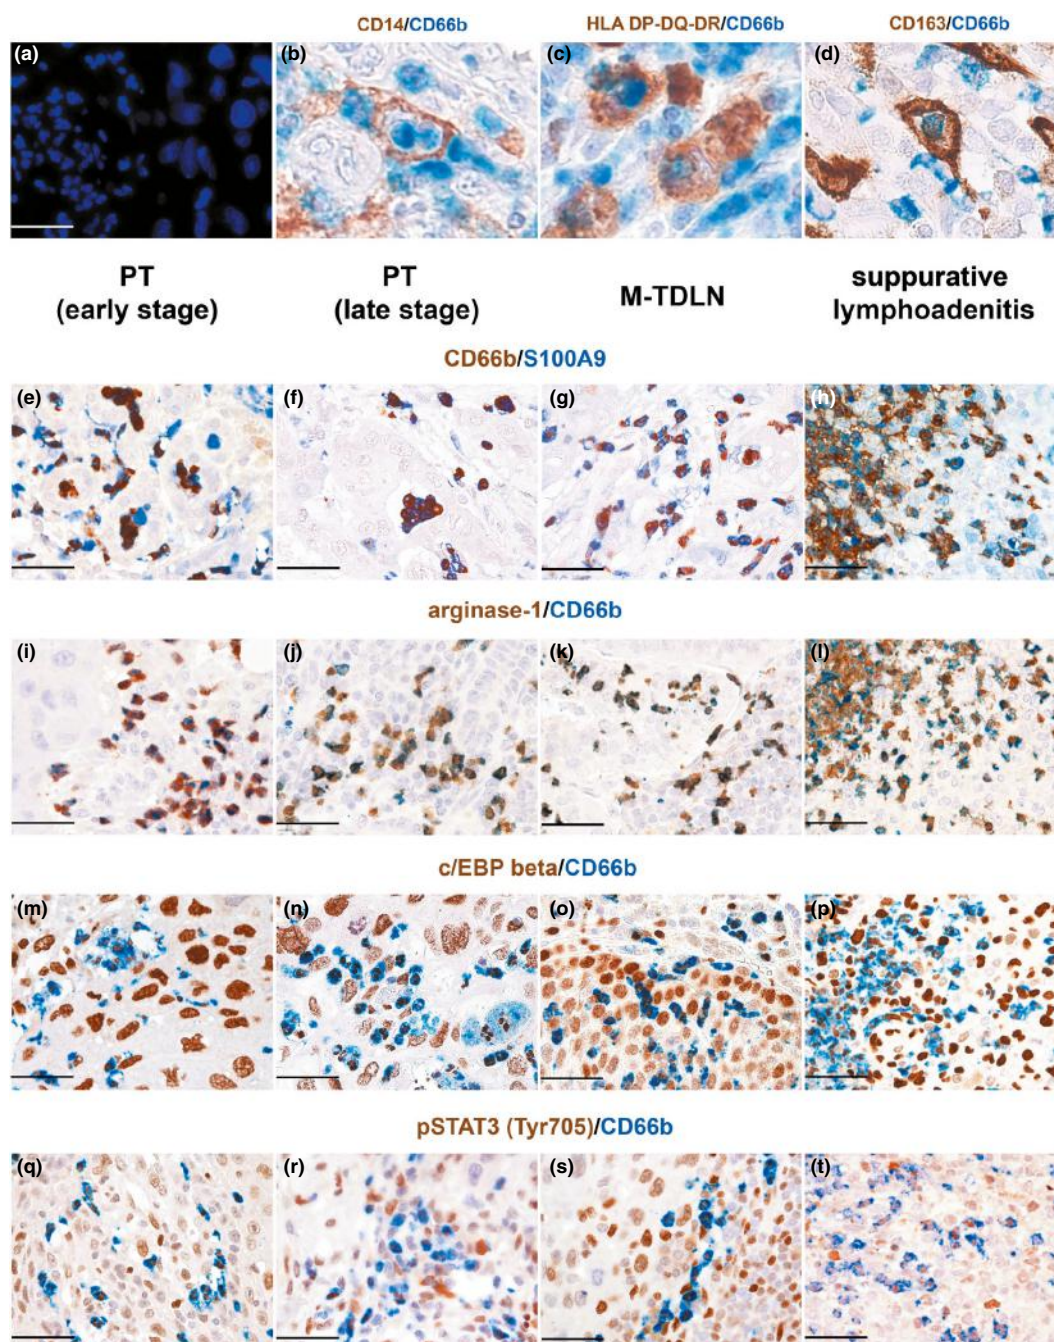 CD14/CD66b
HLA DP-DQ-DR/CD66b
CD163/CD66b
(a)
(b)
(c)
(d)
PT
(early stage)
PT
(late stage)
M-TDLN
suppurative
lymphoadenitis
CD66b/S100A9
(e)
(f)
(g)
(h)
arginase-1/CD66b
(i)
(j)
(k)
(l)
c/EBP beta/CD66b
(m)
(n)
(o)
(p)
pSTAT3 (Tyr705)/CD66b
(q)
(r)
(s)
(t)